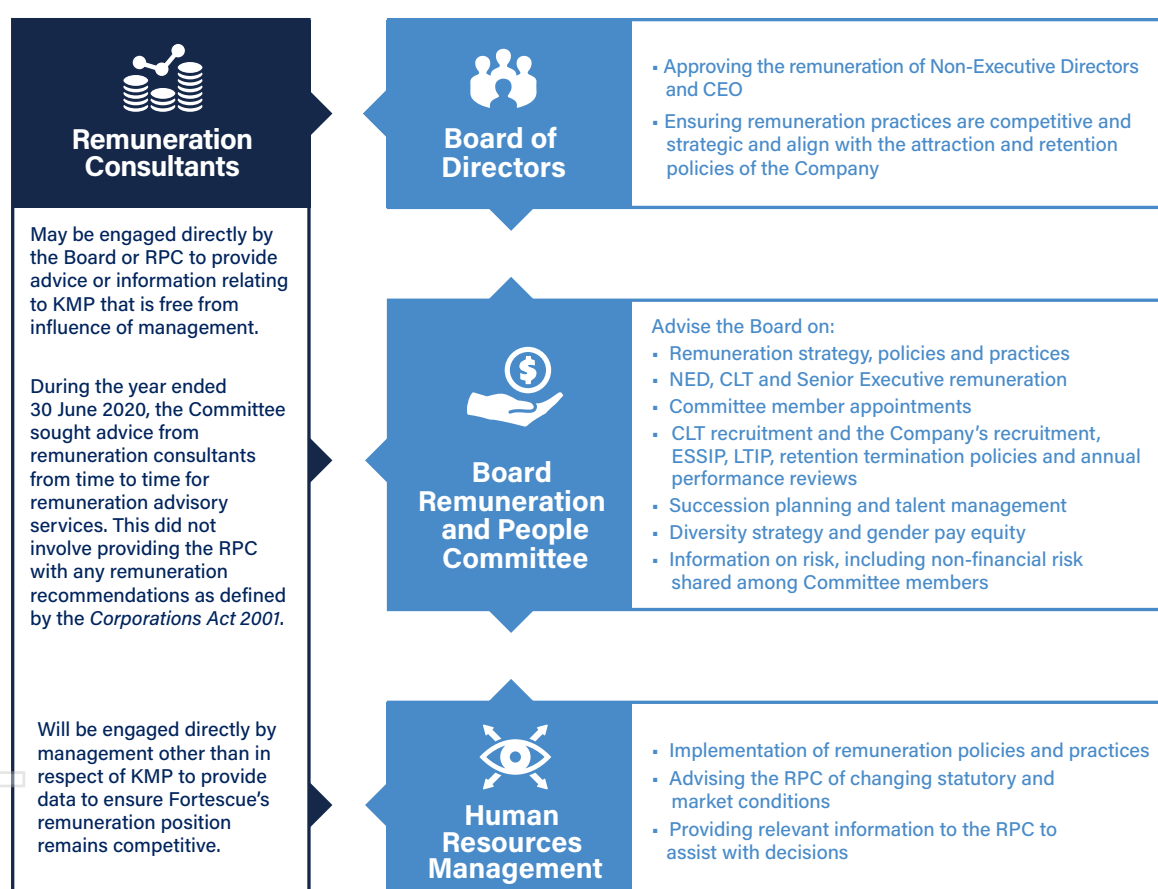 Remuneration
Consultants
May be engaged directly by
the Board or RPC to provide
advice or information relating
to KMP that is free from
influence of management.
During the year ended
30 June 2020, the Committee
sought advice from
remuneration consultants
from time to time for
remuneration advisory
services. This did not
involve providing the RPC
with any remuneration
recommendations as defined
by the Corporations Act 2001.
Will be engaged directly by
management other than in
respect of KMP to provide
data to ensure Fortescue's
remuneration position
remains competitive.
Board of
Directors
▪ Approving the remuneration of Non-Executive Directors
and CEO
▪ Ensuring remuneration practices are competitive and
strategic and align with the attraction and retention
policies of the Company
$
Board
Remuneration
and People
Committee
Advise the Board on:
▪ Remuneration strategy, policies and practices
▪ NED, CLT and Senior Executive remuneration
▪ Committee member appointments
▪ CLT recruitment and the Company's recruitment,
ESSIP, LTIP, retention termination policies and annual
performance reviews
▪ Succession planning and talent management
▪ Diversity strategy and gender pay equity
▪ Information on risk, including non-financial risk
shared among Committee members
Human
Resources
Management
▪ Implementation of remuneration policies and practices
▪ Advising the RPC of changing statutory and
market conditions
▪ Providing relevant information to the RPC to
assist with decisions